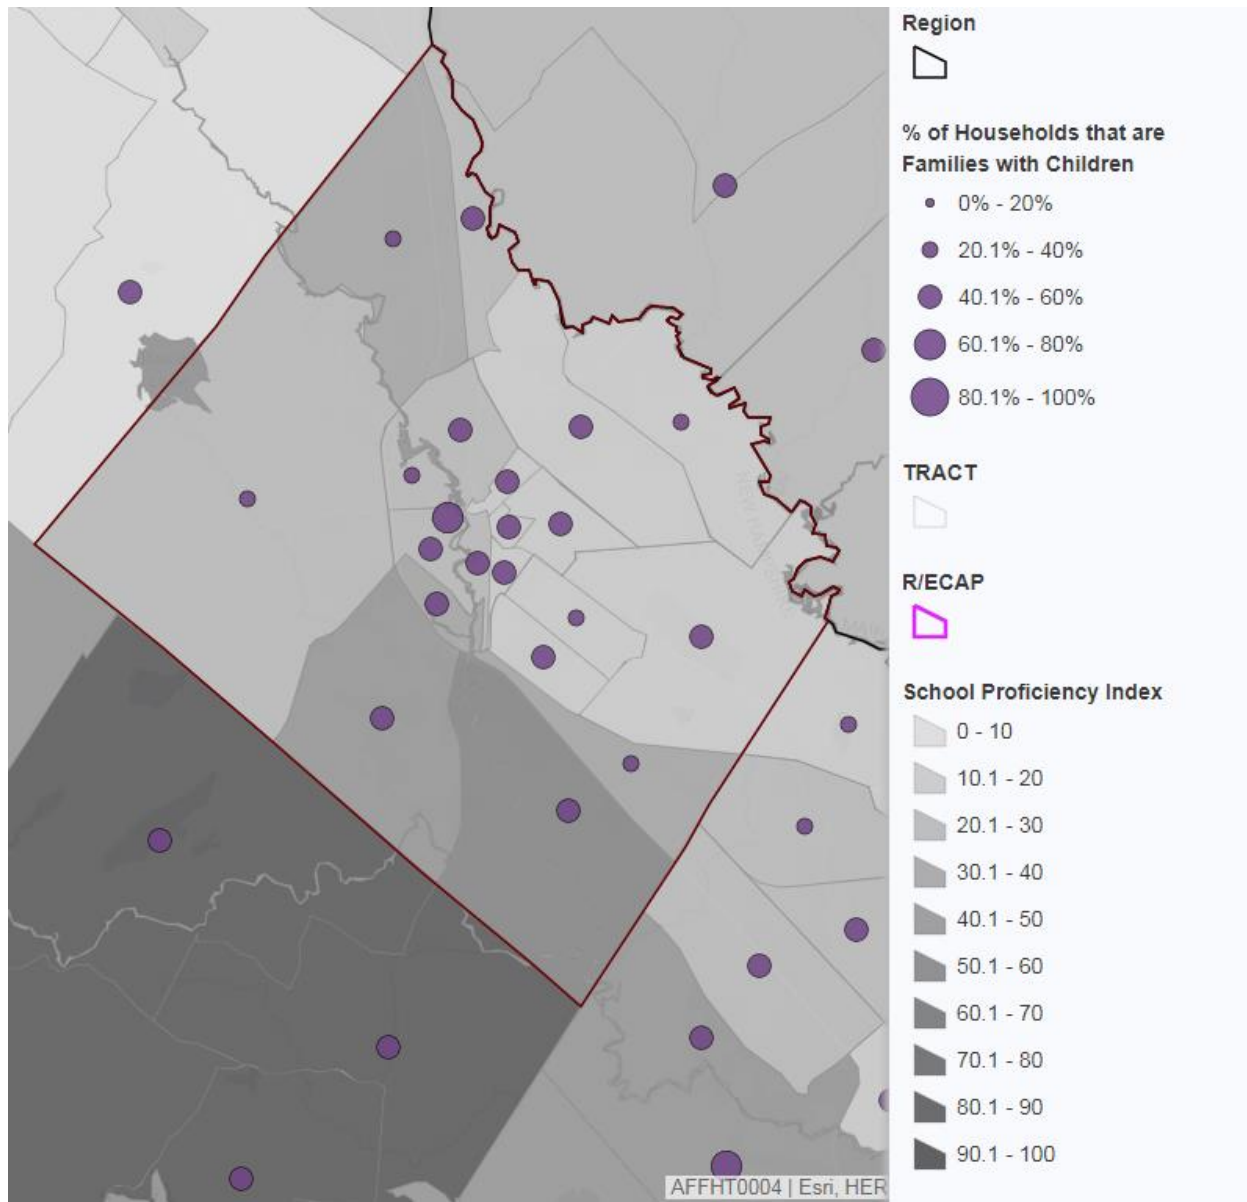 Region
% of Households that are
Families with Children
0% - 20%
20.1% - 40%
40.1% - 60%
60.1% - 80%
80.1% - 100%
TRACT
R/ECAP
School Proficiency Index
0 - 10
10.1 - 20
20.1 - 30
30.1 - 40
40.1 - 50
50.1 - 60
60.1 - 70
70.1 - 80
80.1 - 90
90.1 - 100
AFFHT0004 | Esri, HER